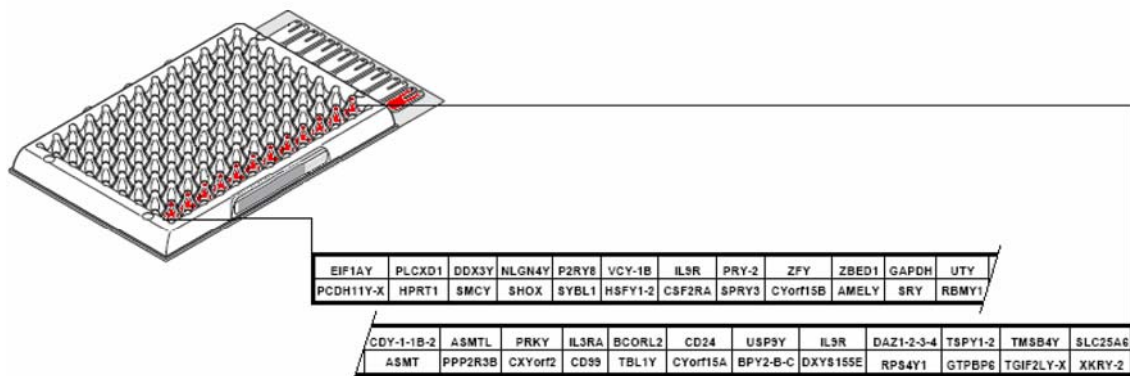 EIF1AY PLCXD1 DDX3Y NLGN4Y P2RY8 VCY-1B IL9R PRY-2 ZFY ZBED1 GAPDH UTY
PCDH11Y-X HPRT1 SMCY SHOX SYBL1 HSFY1-2 CSF2RA SPRY3 CYorf15B AMELY SRY RBMY1
CDY-1-1B-2 ASMTL PRKY IL3RA BCORL2 CD24 USP9Y IL9R DAZ1-2-3-4 TSPY1-2 TMSB4Y SLC25A6
ASMT PPP2R3B CXYorf2 CD99 TBL1Y CYorf15A BPY2-B-C DXYS155E RPS4Y1 GTPBP6 TGIF2LY-X XKRY-2